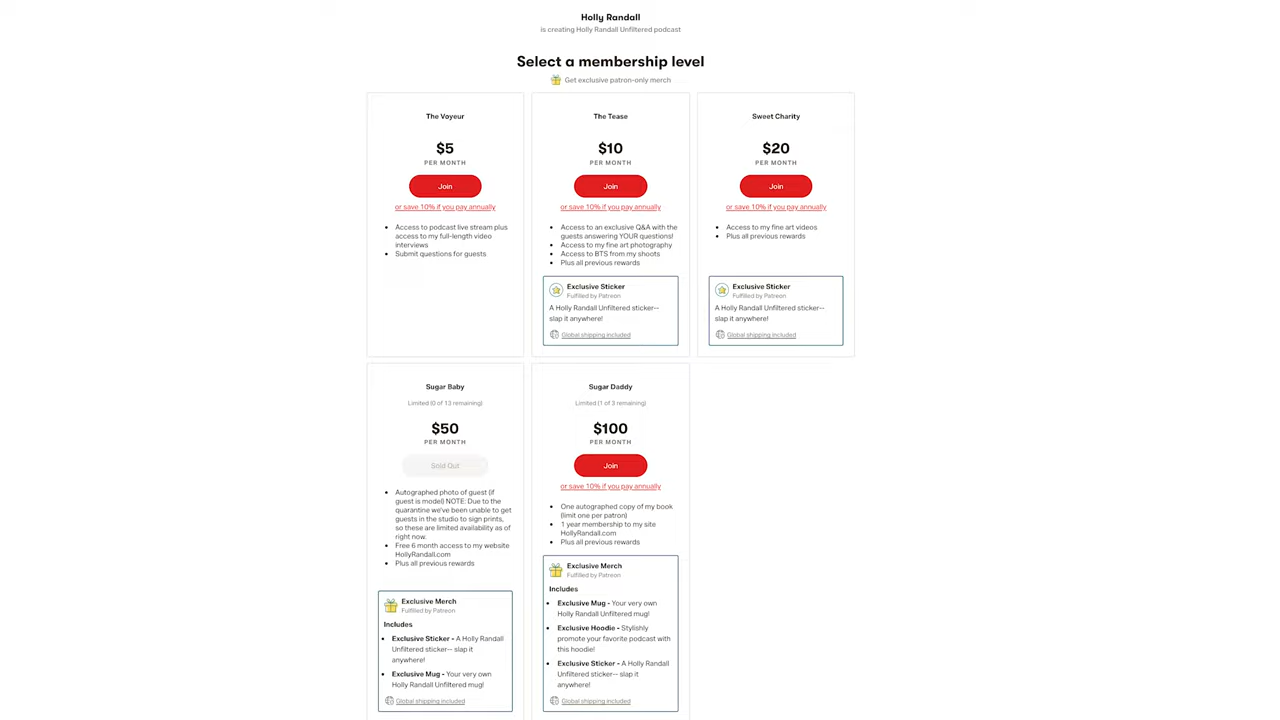 Holly Randall
is creating Holly Randall Unfiltered podcast
Select a membership level
Get exclusive patron-only merch
The Voyeur
$5
PER MONTH
Join
or save 10% if you pay annually
Access to podcast live stream plus
access to my full-length video
interviews
Submit questions for guests
The Tease
$10
PER MONTH
Join
or save 10% if you pay annually
Access to an exclusive Q&A with the
guests answering YOUR questions!
Access to my fine art photography
Access to BTS from my shoots
Plus all previous rewards
Exclusive Sticker
Fulfilled by Patreon
A Holly Randall Unfiltered sticker--
slap it anywhere!
Global shipping included
Sweet Charity
$20
PER MONTH
Join
or save 10% if you pay annually
Access to my fine art videos
Plus all previous rewards
Exclusive Sticker
Fulfilled by Patreon
A Holly Randall Unfiltered sticker--
slap it anywhere!
Global shipping included
Sugar Baby
Limited (0 of 13 remaining)
$50
PER MONTH
Sold Out
Autographed photo of guest (if
guest is model) NOTE: Due to the
quarantine we've been unable to get
guests in the studio to sign prints,
so these are limited availability as of
right now.
Free 6 month access to my website
HollyRandall.com
Plus all previous rewards
Exclusive Merch
Fulfilled by Patreon
Includes
Exclusive Sticker - A Holly Randall
Unfiltered sticker-- slap it
anywhere!
Exclusive Mug - Your very own
Holly Randall Unfiltered mug!
Global shipping included
Sugar Daddy
Limited (1 of 3 remaining)
$100
PER MONTH
Join
or save 10% if you pay annually
One autographed copy of my book
(limit one per patron)
1 year membership to my site
HollyRandall.com
Plus all previous rewards
Exclusive Merch
Fulfilled by Patreon
Includes
Exclusive Mug - Your very own
Holly Randall Unfiltered mug!
Exclusive Hoodie - Stylishly
promote your favorite podcast with
this hoodie!
Exclusive Sticker - A Holly Randall
Unfiltered sticker-- slap it
anywhere!
Global shipping included